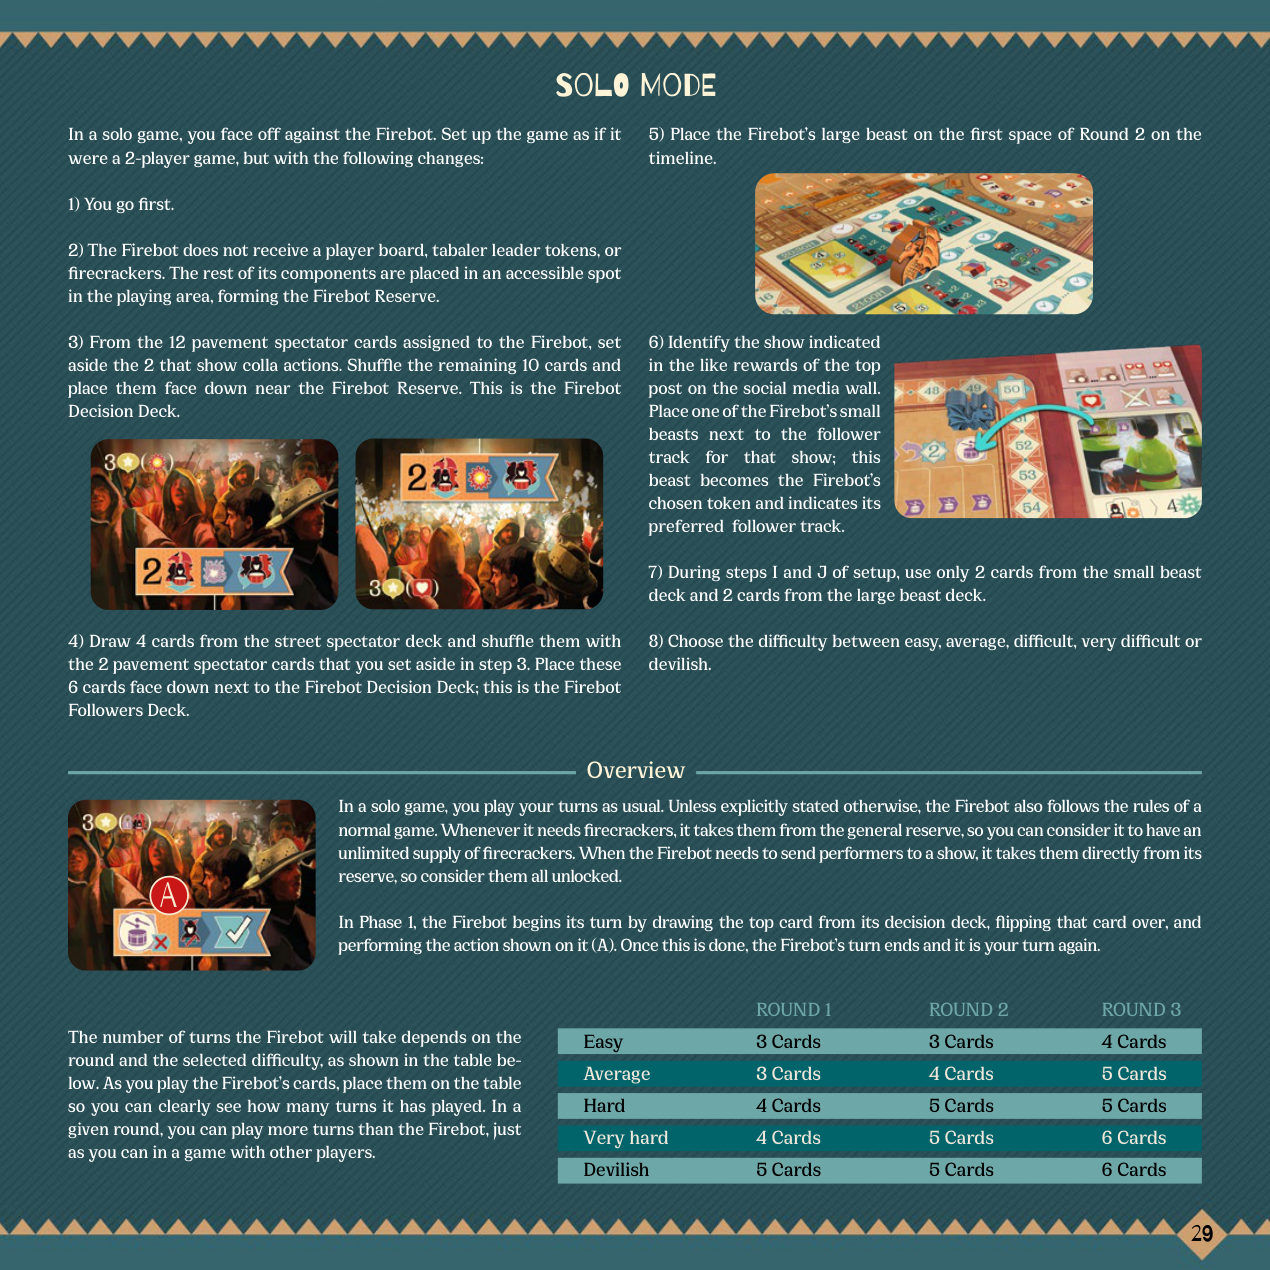 SOLO MODE
In a solo game, you face off against the Firebot. Set up the game as if it
were a 2-player game, but with the following changes:
1) You go first.
2) The Firebot does not receive a player board, tabaler leader tokens, or
firecrackers. The rest of its components are placed in an accessible spot
in the playing area, forming the Firebot Reserve.
3) From the 12 pavement spectator cards assigned to the Firebot, set
aside the 2 that show colla actions. Shuffle the remaining 10 cards and
place them face down near the Firebot Reserve. This is the Firebot
Decision Deck.
3 ( )
2
2
3 ( )
4) Draw 4 cards from the street spectator deck and shuffle them with
the 2 pavement spectator cards that you set aside in step 3. Place these
6 cards face down next to the Firebot Decision Deck; this is the Firebot
Followers Deck.
5) Place the Firebot's large beast on the first space of Round 2 on the
timeline.
16
6) Identify the show indicated
in the like rewards of the top
post on the social media wall.
Place one of the Firebot's small
beasts next to the follower
track for that show; this
beast becomes the Firebot's
chosen token and indicates its
preferred follower track.
48 49 50
51
2 52
53
54
4
7) During steps I and J of setup, use only 2 cards from the small beast
deck and 2 cards from the large beast deck.
8) Choose the difficulty between easy, average, difficult, very difficult or
devilish.
Overview
3 ( )
A
In a solo game, you play your turns as usual. Unless explicitly stated otherwise, the Firebot also follows the rules of a
normal game. Whenever it needs firecrackers, it takes them from the general reserve, so you can consider it to have an
unlimited supply of firecrackers. When the Firebot needs to send performers to a show, it takes them directly from its
reserve, so consider them all unlocked.
In Phase 1, the Firebot begins its turn by drawing the top card from its decision deck, flipping that card over, and
performing the action shown on it (A). Once this is done, the Firebot's turn ends and it is your turn again.
The number of turns the Firebot will take depends on the
round and the selected difficulty, as shown in the table be-
low. As you play the Firebot's cards, place them on the table
so you can clearly see how many turns it has played. In a
given round, you can play more turns than the Firebot, just
as you can in a game with other players.
ROUND 1 ROUND 2 ROUND 3
Easy 3 Cards 3 Cards 4 Cards
Average 3 Cards 4 Cards 5 Cards
Hard 4 Cards 5 Cards 5 Cards
Very hard 4 Cards 5 Cards 6 Cards
Devilish 5 Cards 5 Cards 6 Cards
29